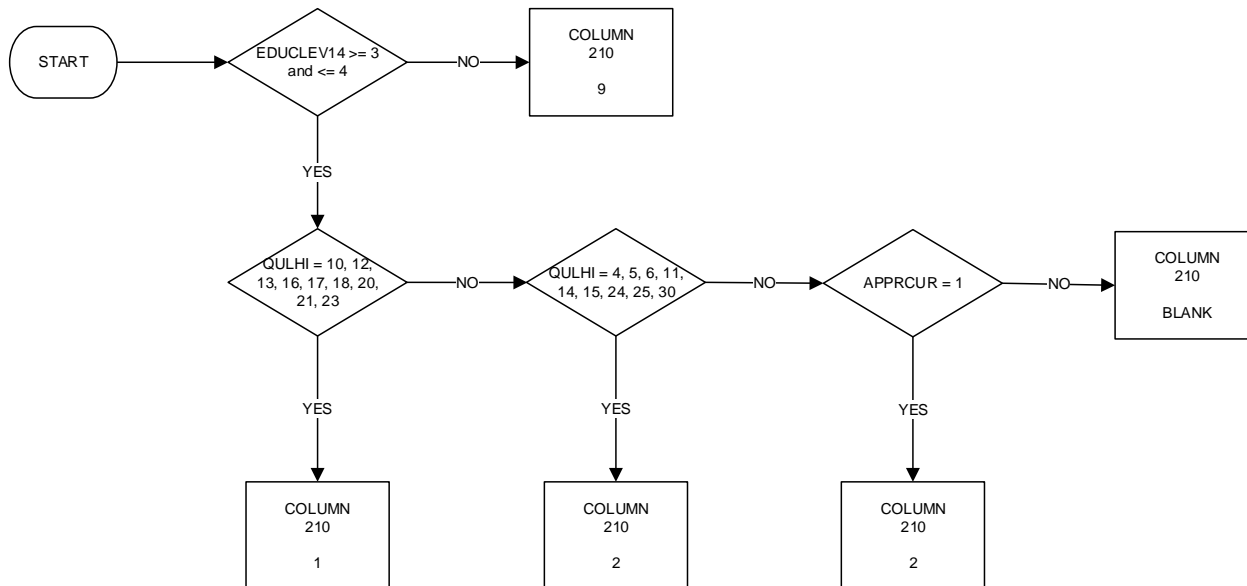 START
EDUCLEV14 >= 3
and <= 4
NO
COLUMN
210
9
YES
QULHI = 10, 12,
13, 16, 17, 18, 20,
21, 23
NO
QULHI = 4, 5, 6, 11,
14, 15, 24, 25, 30
NO
APPRCUR = 1
NO
COLUMN
210
BLANK
YES
YES
YES
COLUMN
210
1
COLUMN
210
2
COLUMN
210
2